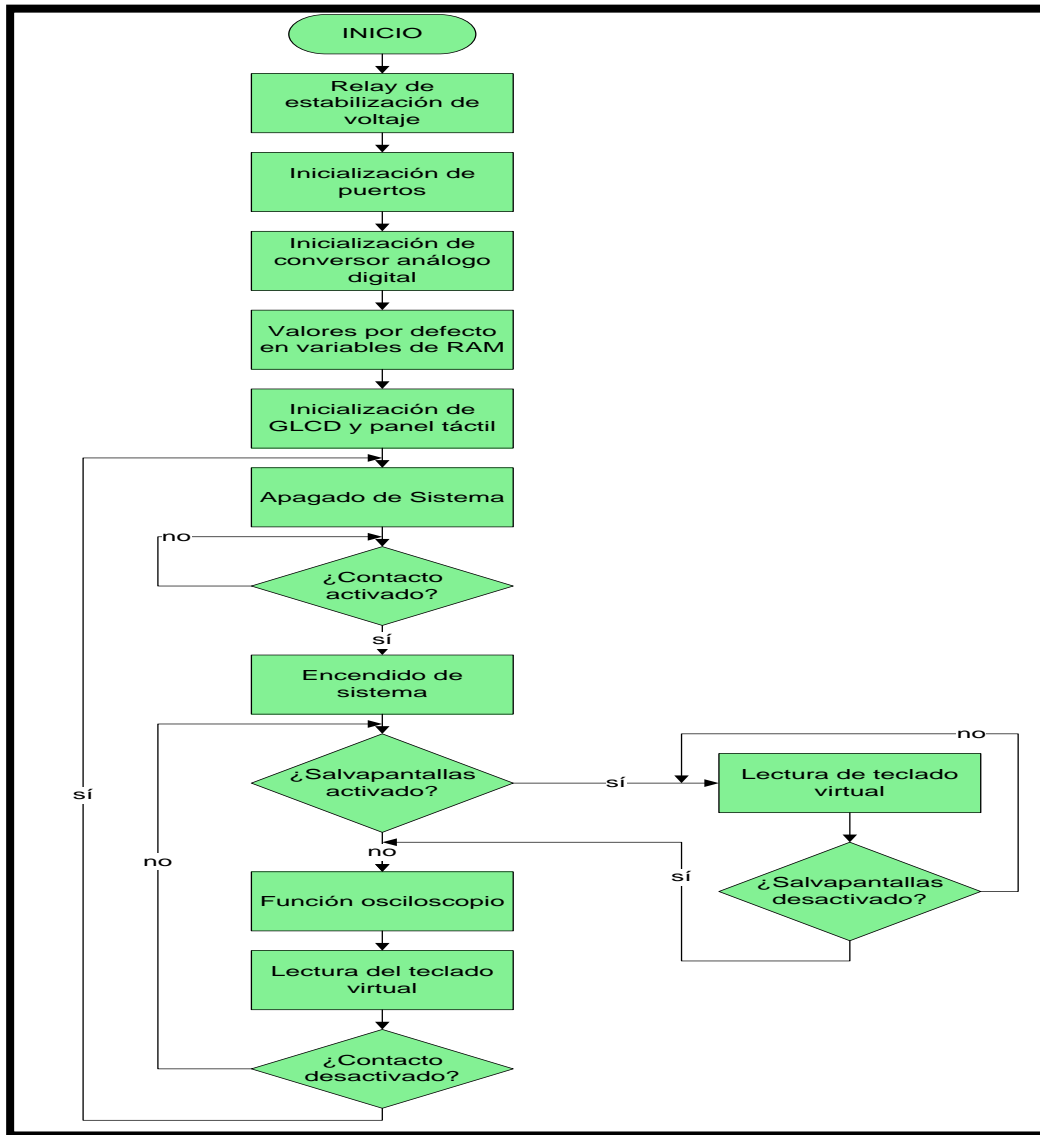 INICIO
Relay de
estabilización de
voltaje
Inicialización de
puertos
Inicialización de
conversor análogo
digital
Valores por defecto
en variables de RAM
Inicialización de
GLCD y panel táctil
Apagado de Sistema
no
¿Contacto
activado?
sí
Encendido de
sistema
¿Salvapantallas
activado?
sí
no
Lectura de teclado
virtual
¿Salvapantallas
desactivado?
sí
no
Función osciloscopio
Lectura del teclado
virtual
¿Contacto
desactivado?
no
sí